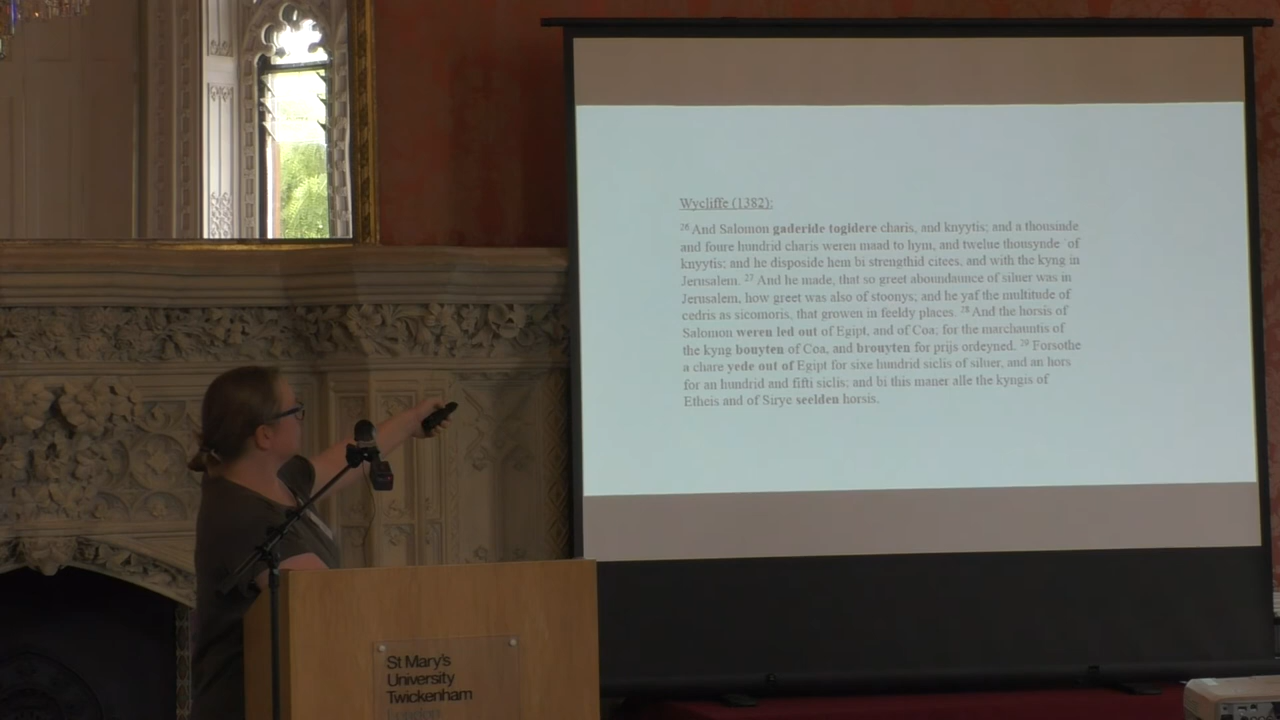 Wycliffe (1382):
26 And Salomon gaderide togidere charis, and knyytis; and a thousinde
and foure hundrid charis weren maad to hym, and twelue thousynde of
knyytis; and he disposide hem bi strengthid citees, and with the kyng in
Jerusalem. 27 And he made, that so greet aboundaunce of siluer was in
Jerusalem, how greet was also of stoonys; and he yaf the multitude of
cedris as sicomoris, that growen in feeldy places. 28 And the horsis of
Salomon weren led out of Egipt, and of Coa; for the marchauntis of
the kyng bouyten of Coa, and brouyten for prijs ordeyned. 29 Forsothe
a chare yede out of Egipt for sixe hundrid siclis of siluer, and an hors
for an hundrid and fifti siclis; and bi this maner alle the kyngis of
Etheis and of Sirye seelden horsis.
St Mary's
University
Twickenham
London